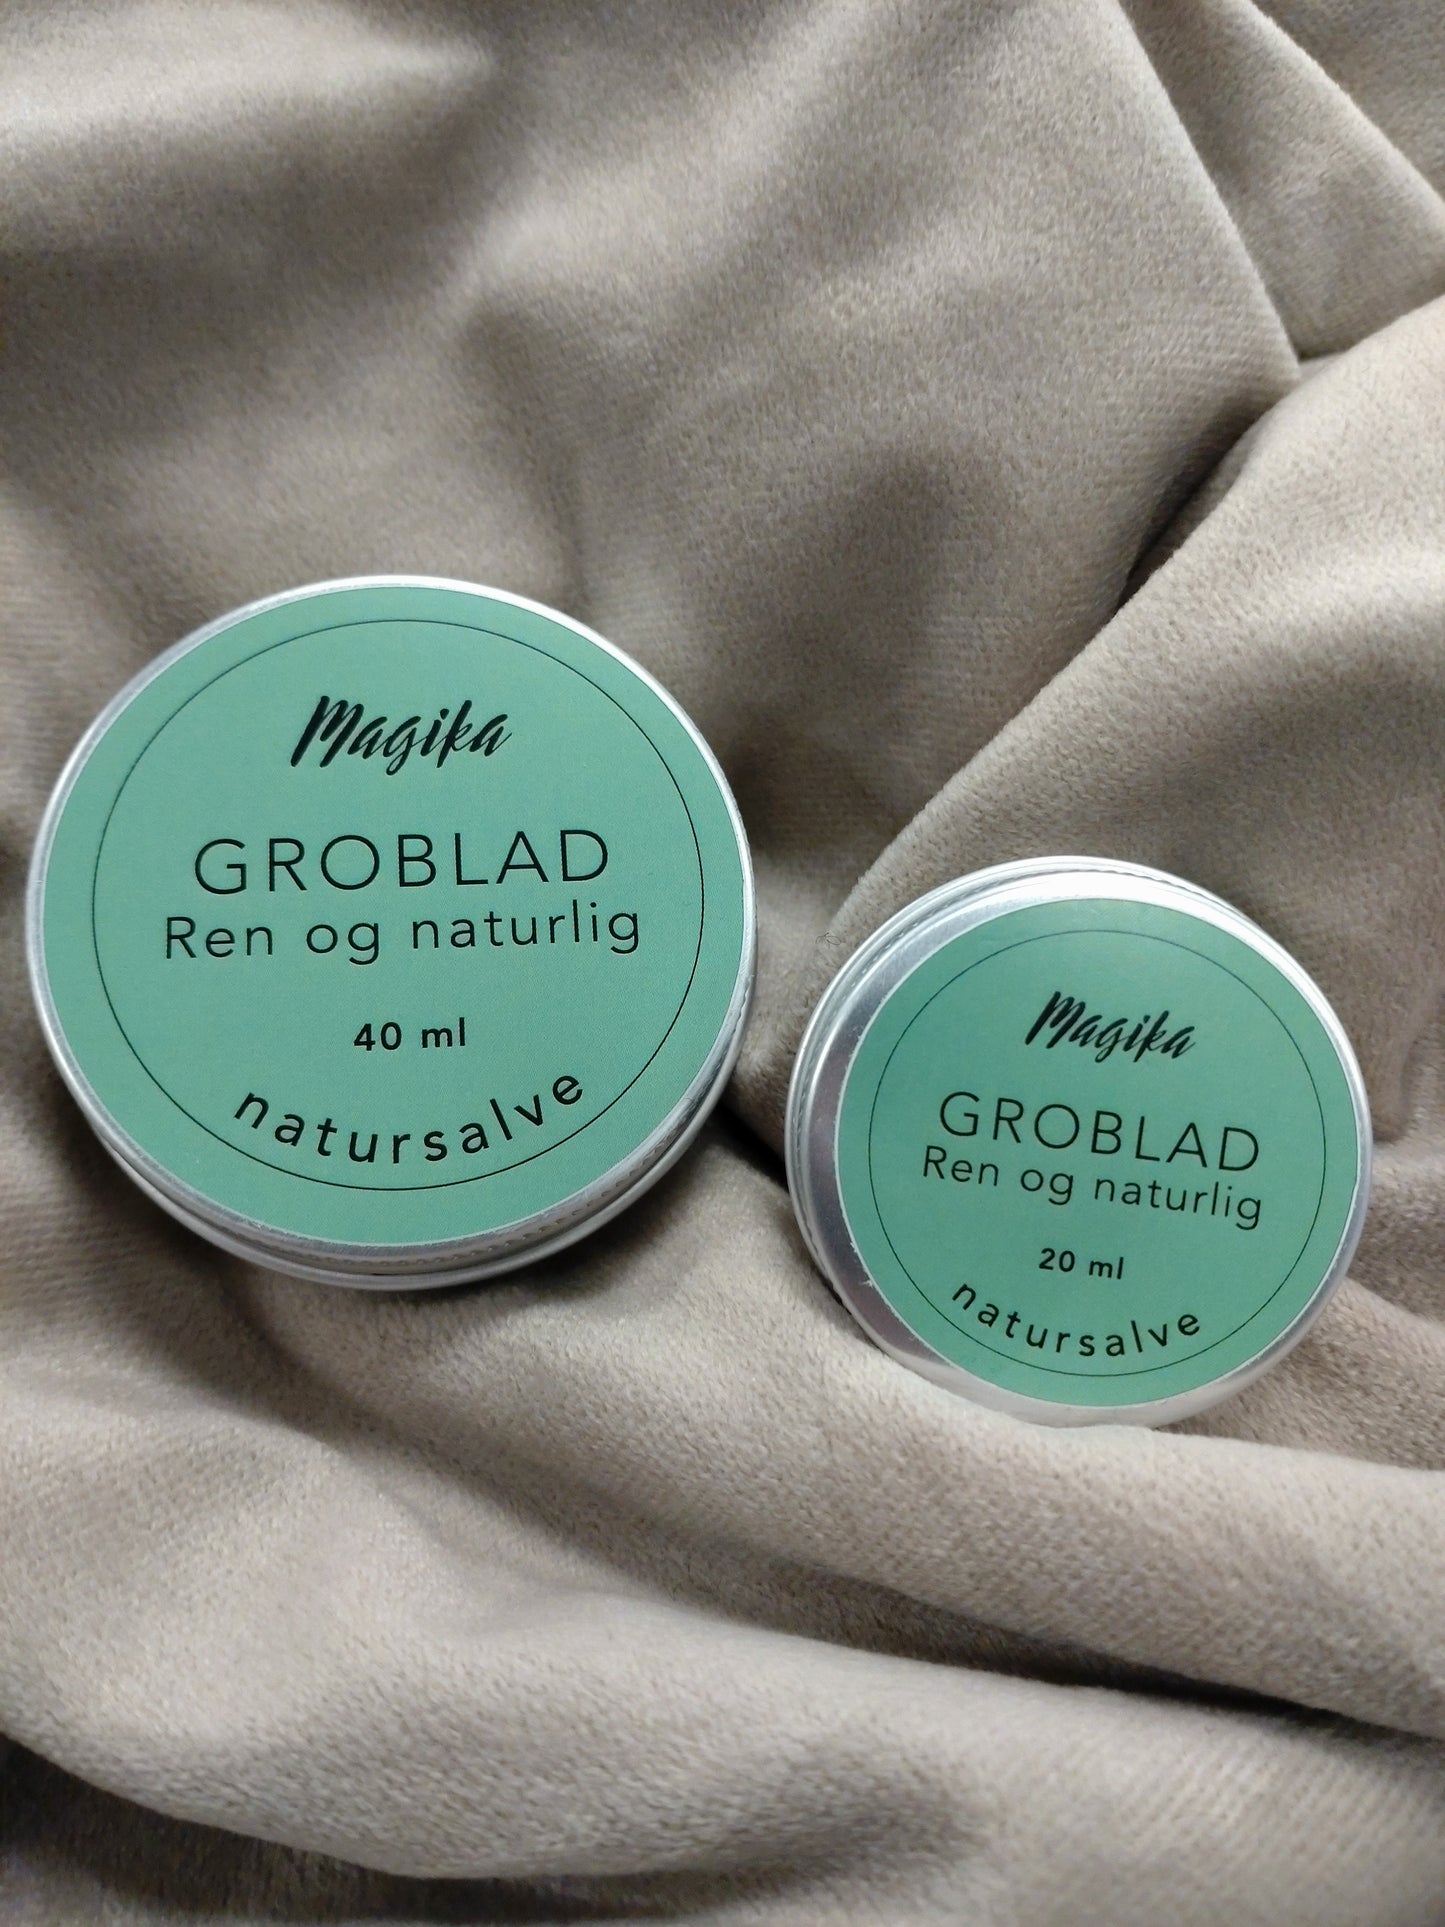 Magika
GROBLAD
Ren og naturlig
40 ml
natursalve
Magika
GROBLAD
Ren og naturlig
20 ml
natursalve